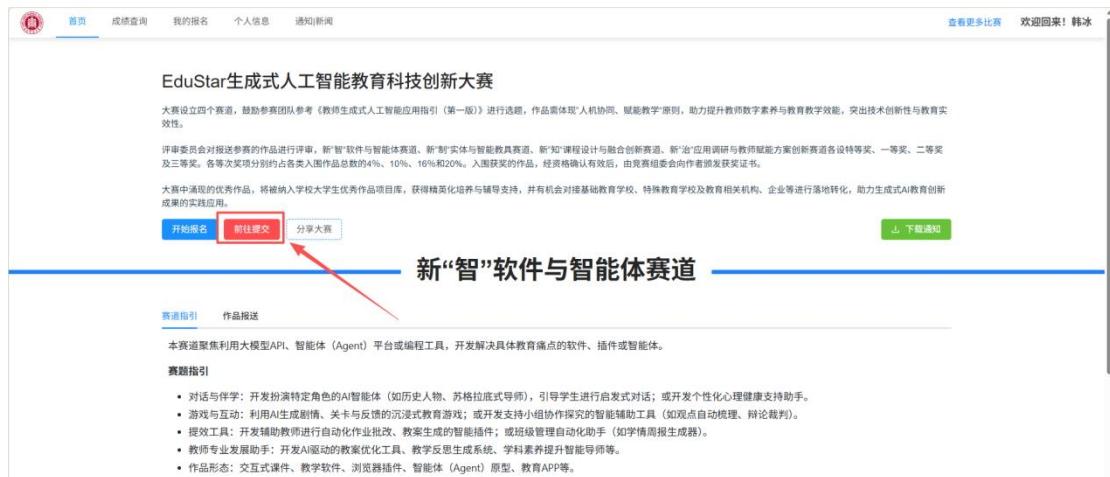 首页 成绩查询 我的报名 个人信息 通知|新闻 查看更多比赛 欢迎回来！韩冰
EduStar生成式人工智能教育科技创新大赛
大赛设立四个赛道，鼓励参赛团队参考《教师生成式人工智能应用指引（第一版）》进行选题，作品需体现"人机协同、赋能教学"原则，助力提升教师数字素养与教育教学效能，突出技术创新性与教育实
效性。
评审委员会对报送参赛的作品进行评审，新"智"软件与智能体赛道、新"制"实体与智能教具赛道、新"知"课程设计与融合创新赛道、新"治"应用调研与教师赋能方案创新赛道各设特等奖、一等奖、二等奖
及三等奖。各等次奖项分别约占各类入围作品总数的4%、10%、16%和20%。入围获奖的作品，经资格确认有效后，由竞赛组委会向作者颁发获奖证书。
大赛中涌现的优秀作品，将被纳入学校大学生优秀作品项目库，获得精英化培养与辅导支持，并有机会对接基础教育学校、特殊教育学校及教育相关机构、企业等进行落地转化，助力生成式AI教育创新
成果的实践应用。
开始报名 前往提交 分享大赛 下载通知
新“智”软件与智能体赛道
赛道指引 作品报送
本赛道聚焦利用大模型API、智能体（Agent）平台或编程工具，开发解决具体教育痛点的软件、插件或智能体。
赛题指引
• 对话与伴学：开发扮演特定角色的AI智能体（如历史人物、苏格拉底式导师），引导学生进行启发式对话；或开发个性化心理健康支持助手。
• 游戏与互动：利用AI生成剧情、关卡与反馈的沉浸式教育游戏；或开发支持小组协作探究的智能辅助工具（如观点自动梳理、辩论裁判）。
• 提效工具：开发辅助教师进行自动化作业批改、教案生成的智能插件；或班级管理自动化助手（如学情周报生成器）。
• 教师专业发展助手：开发AI驱动的教案优化工具、教学反思生成系统、学科素养提升智能导师等。
• 作品形态：交互式课件、教学软件、浏览器插件、智能体（Agent）原型、教育APP等。